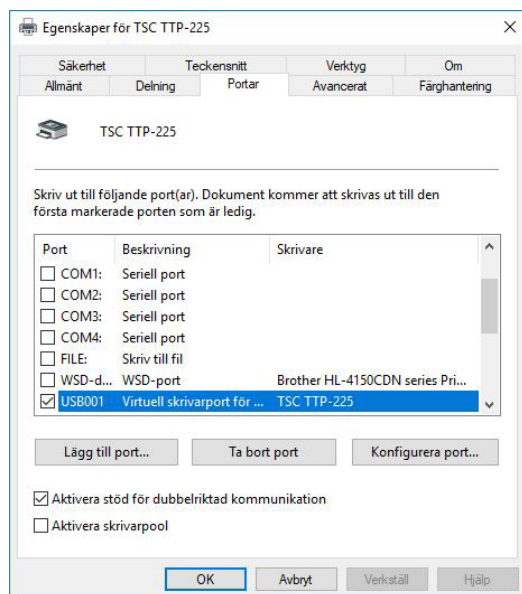 Egenskaper för TSC TTP-225
Säkerhet Teckensnitt Verktyg Om
Allmänt Delning Portar Avancerat Färghantering
TSC TTP-225
Skriv ut till följande port(ar). Dokument kommer att skrivas ut till den
första markerade porten som är ledig.
Port Beskrivning Skrivare
COM1: Seriell port
COM2: Seriell port
COM3: Seriell port
COM4: Seriell port
FILE: Skriv till fil
WSD-d... WSD-port Brother HL-4150CDN series Pri...
USB001 Virtuell skrivarport för ... TSC TTP-225
Lägg till port... Ta bort port Konfigurera port...
Aktivera stöd för dubbelriktad kommunikation
Aktivera skrivarpool
OK Avbryt Verkställ Hjälp